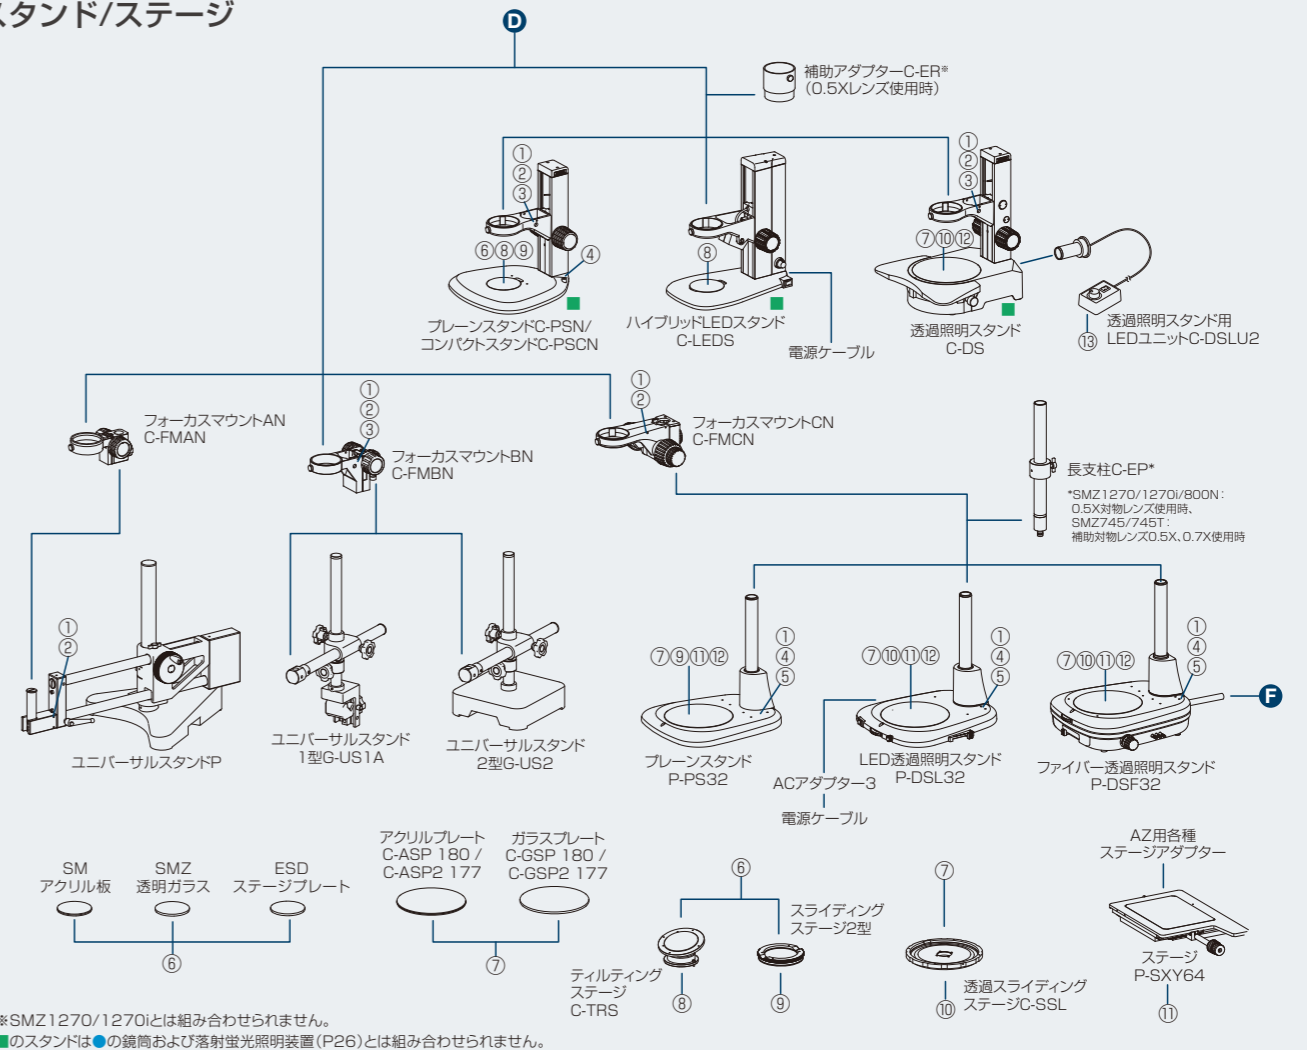 スタンド/ステージ
D
補助アダプターC-ER※
(0.5Xレンズ使用時)
①
②
③
⑥⑧⑨
④
プレーンスタンドC-PSN/
コンパクトスタンドC-PSCN
⑧
ハイブリッドLEDスタンド
C-LEDS
電源ケーブル
①
②
③
⑦⑩⑫
透過照明スタンド
C-DS
⑬
透過照明スタンド用
LEDユニットC-DSLU2
フォーカスマウントAN
C-FMAN
①
②
③
フォーカスマウントBN
C-FMBN
①
②
フォーカスマウントCN
C-FMCN
長支柱C-EP*
*SMZ1270/1270i/800N:
0.5X対物レンズ使用時、
SMZ745/745T:
補助対物レンズ0.5X、0.7X使用時
①
②
ユニバーサルスタンドP
ユニバーサルスタンド
1型G-US1A
ユニバーサルスタンド
2型G-US2
⑦⑨⑪⑫
①
④
⑤
プレーンスタンド
P-PS32
⑦⑩⑪⑫
①
④
⑤
LED透過照明スタンド
P-DSL32
ACアダプター3
電源ケーブル
⑦⑩⑪⑫
①
④
⑤
F
ファイバー透過照明スタンド
P-DSF32
SM
アクリル板
SMZ
透明ガラス
ESD
ステージプレート
⑥
アクリルプレート
C-ASP 180 /
C-ASP2 177
ガラスプレート
C-GSP 180 /
C-GSP2 177
⑦
⑥
ティルティング
ステージ
C-TRS
⑧
スライディング
ステージ2型
⑨
⑦
⑩
透過スライディング
ステージC-SSL
AZ用各種
ステージアダプター
ステージ
P-SXY64
⑪
※SMZ1270/1270iとは組み合わせられません。
■のスタンドは●の鏡筒および落射蛍光照明装置(P26)とは組み合わせられません。